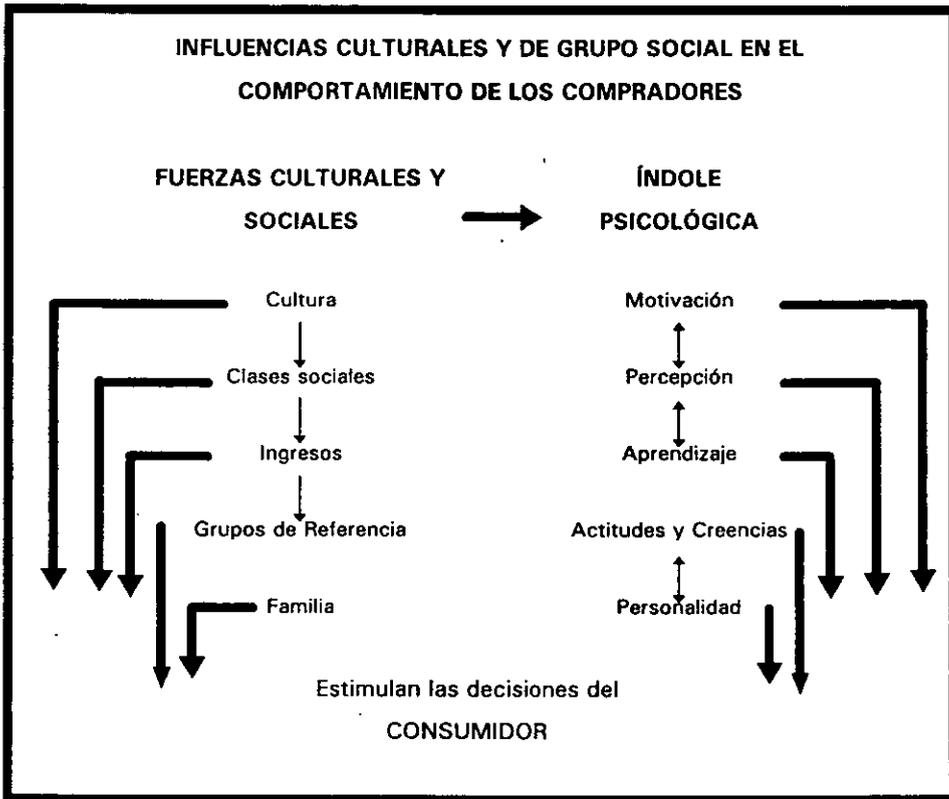 INFLUENCIAS CULTURALES Y DE GRUPO SOCIAL EN EL
COMPORTAMIENTO DE LOS COMPRADORES
FUERZAS CULTURALES Y
SOCIALES
ÍNDOLE
PSICOLÓGICA
Cultura
Clases sociales
Ingresos
Grupos de Referencia
Familia
Motivación
Percepción
Aprendizaje
Actitudes y Creencias
Personalidad
Estimulan las decisiones del
CONSUMIDOR